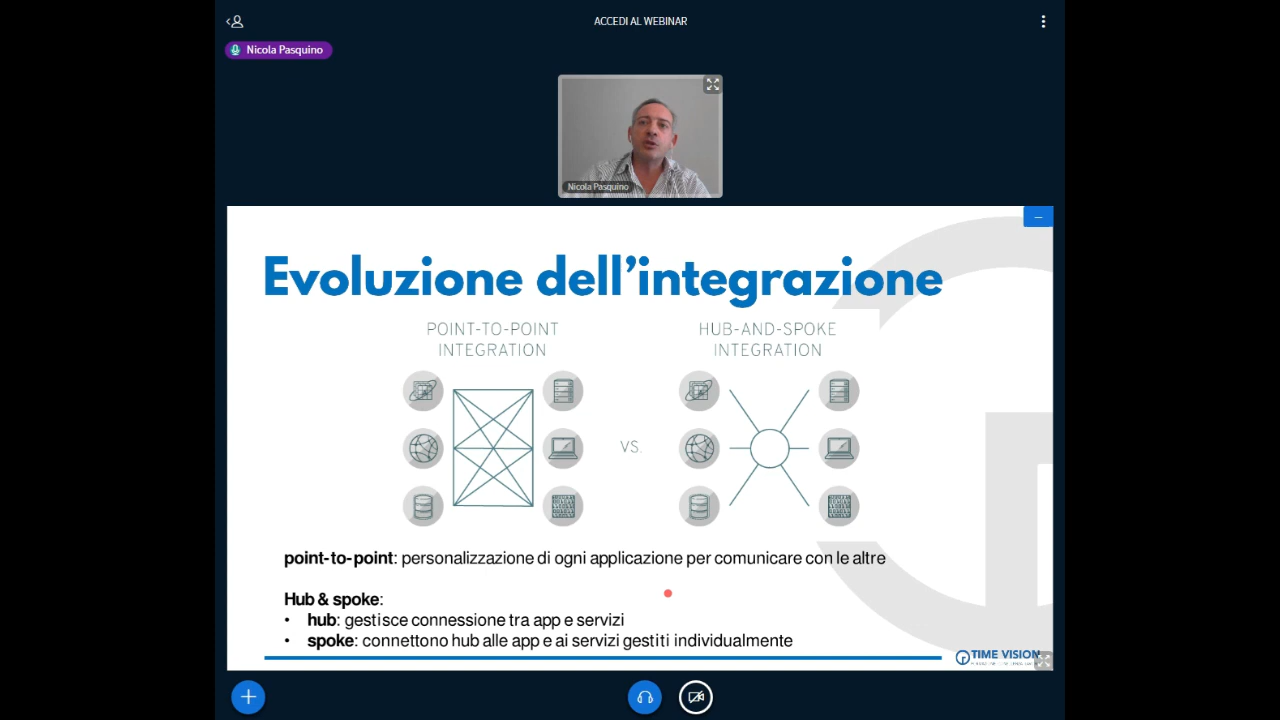 ACCEDI AL WEBINAR
Nicola Pasquino
Nicola Pasquino
Evoluzione dell'integrazione
POINT-TO-POINT
INTEGRATION
HUB-AND-SPOKE
INTEGRATION
VS.
point-to-point: personalizzazione di ogni applicazione per comunicare con le altre
Hub & spoke:
• hub: gestisce connessione tra app e servizi
• spoke: connettono hub alle app e ai servizi gestiti individualmente
TIME VISION